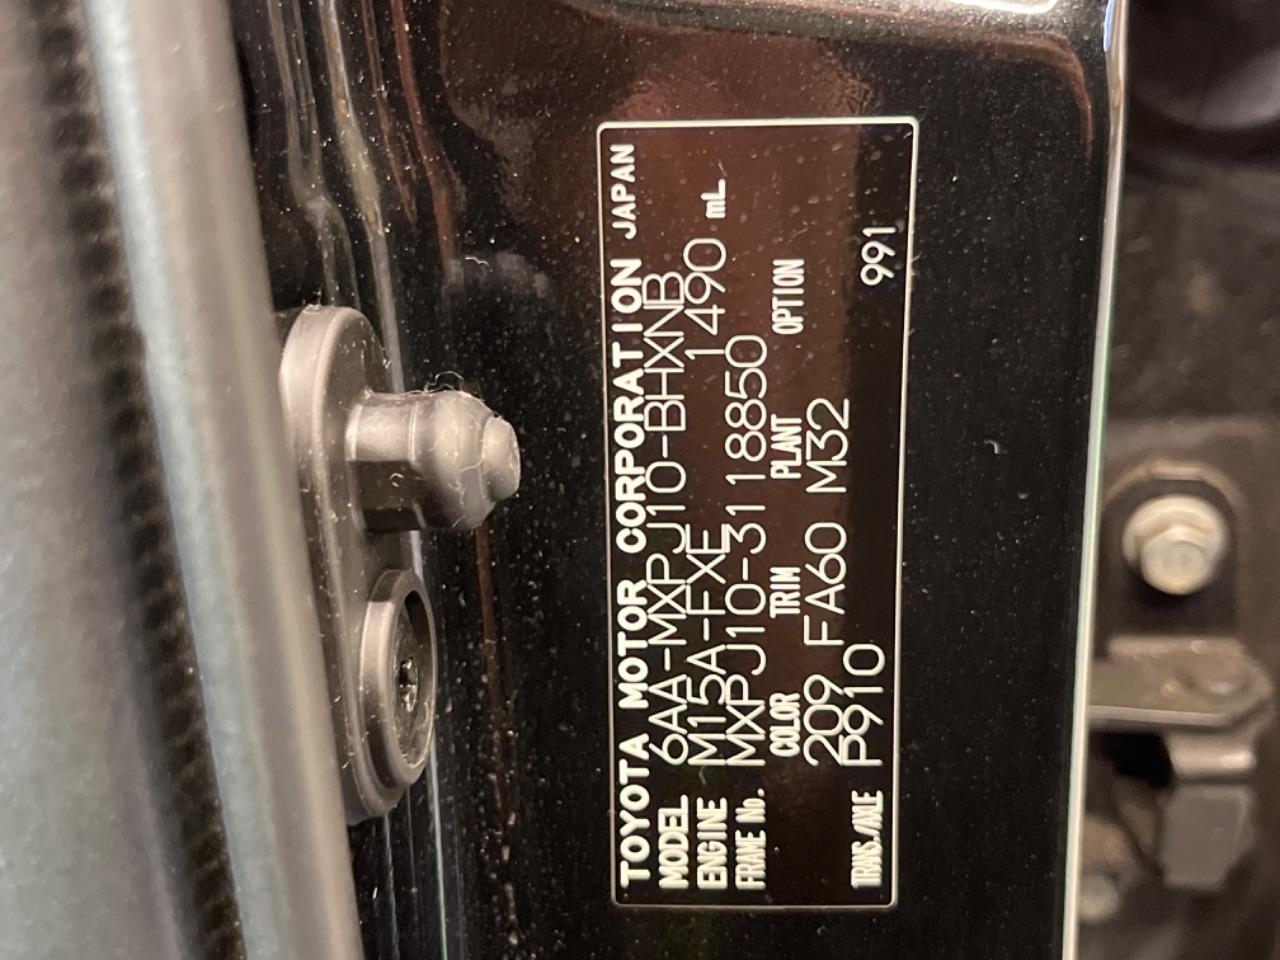 TOYOTA MOTOR CORPORATION JAPAN
MODEL 6AA-MXPJ10-BHXNB
ENGINE M15A-FXE 1490 mL
FRAME No. MXPJ10-3118850
COLOR TRIM PLANT OPTION
209 FA60 M32
TRANS./AXLE P910 991